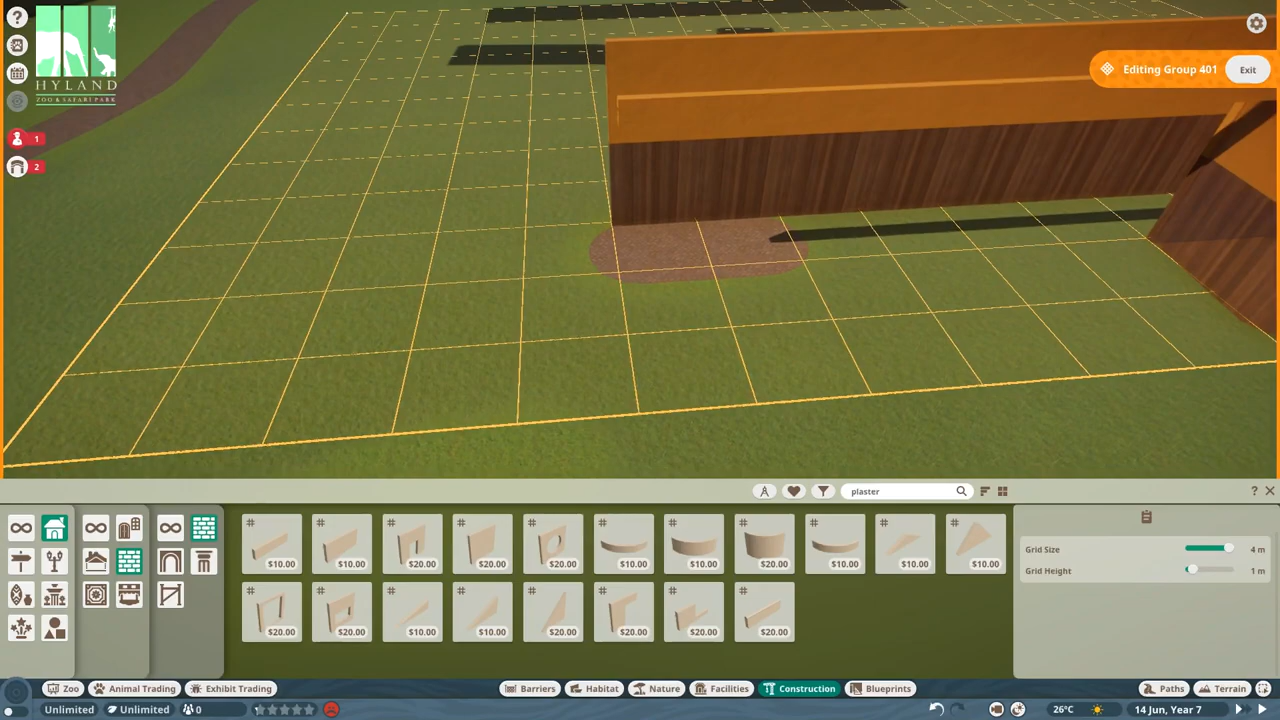 ?
HYLAND
ZOO & SAFARI PARK
1
2
Editing Group 401
Exit
plaster
?
$10.00
$10.00
$20.00
$20.00
$20.00
$10.00
$10.00
$20.00
$10.00
$10.00
$10.00
$20.00
$20.00
$10.00
$10.00
$20.00
$20.00
$20.00
$20.00
Grid Size
4 m
Grid Height
1 m
Zoo
Animal Trading
Exhibit Trading
Barriers
Habitat
Nature
Facilities
Construction
Blueprints
Paths
Terrain
Unlimited
Unlimited
0
26°C
14 Jun, Year 7